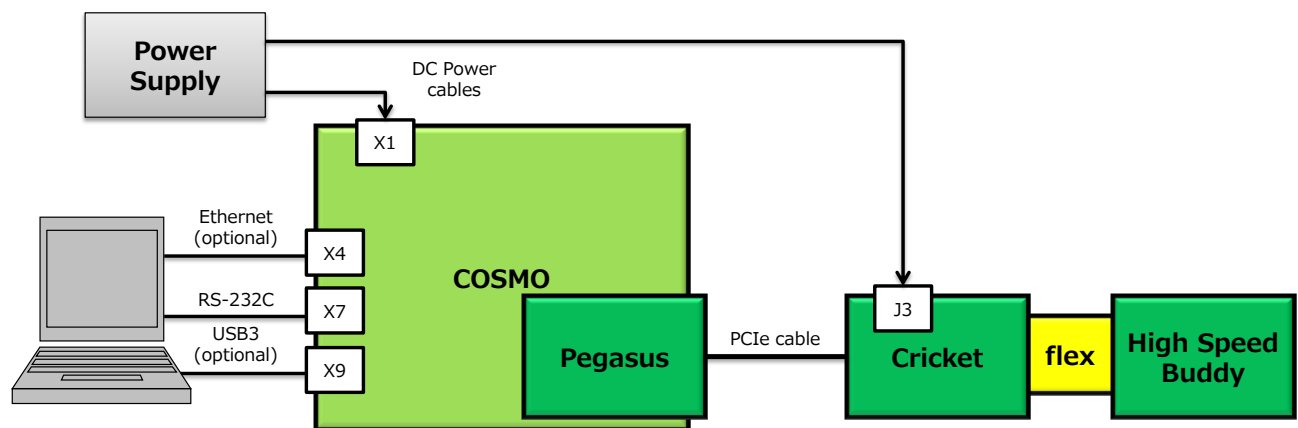 Power
Supply
DC Power
cables
X1
Ethernet
(optional)
X4
COSMO
RS-232C
X7
USB3
(optional)
X9
Pegasus
PCIe cable
J3
Cricket
flex
High Speed
Buddy